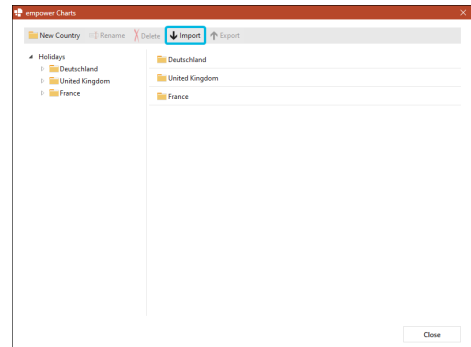 empower Charts
New Country Rename Delete Import Export
Holidays
Deutschland
United Kingdom
France
Deutschland
United Kingdom
France
Close